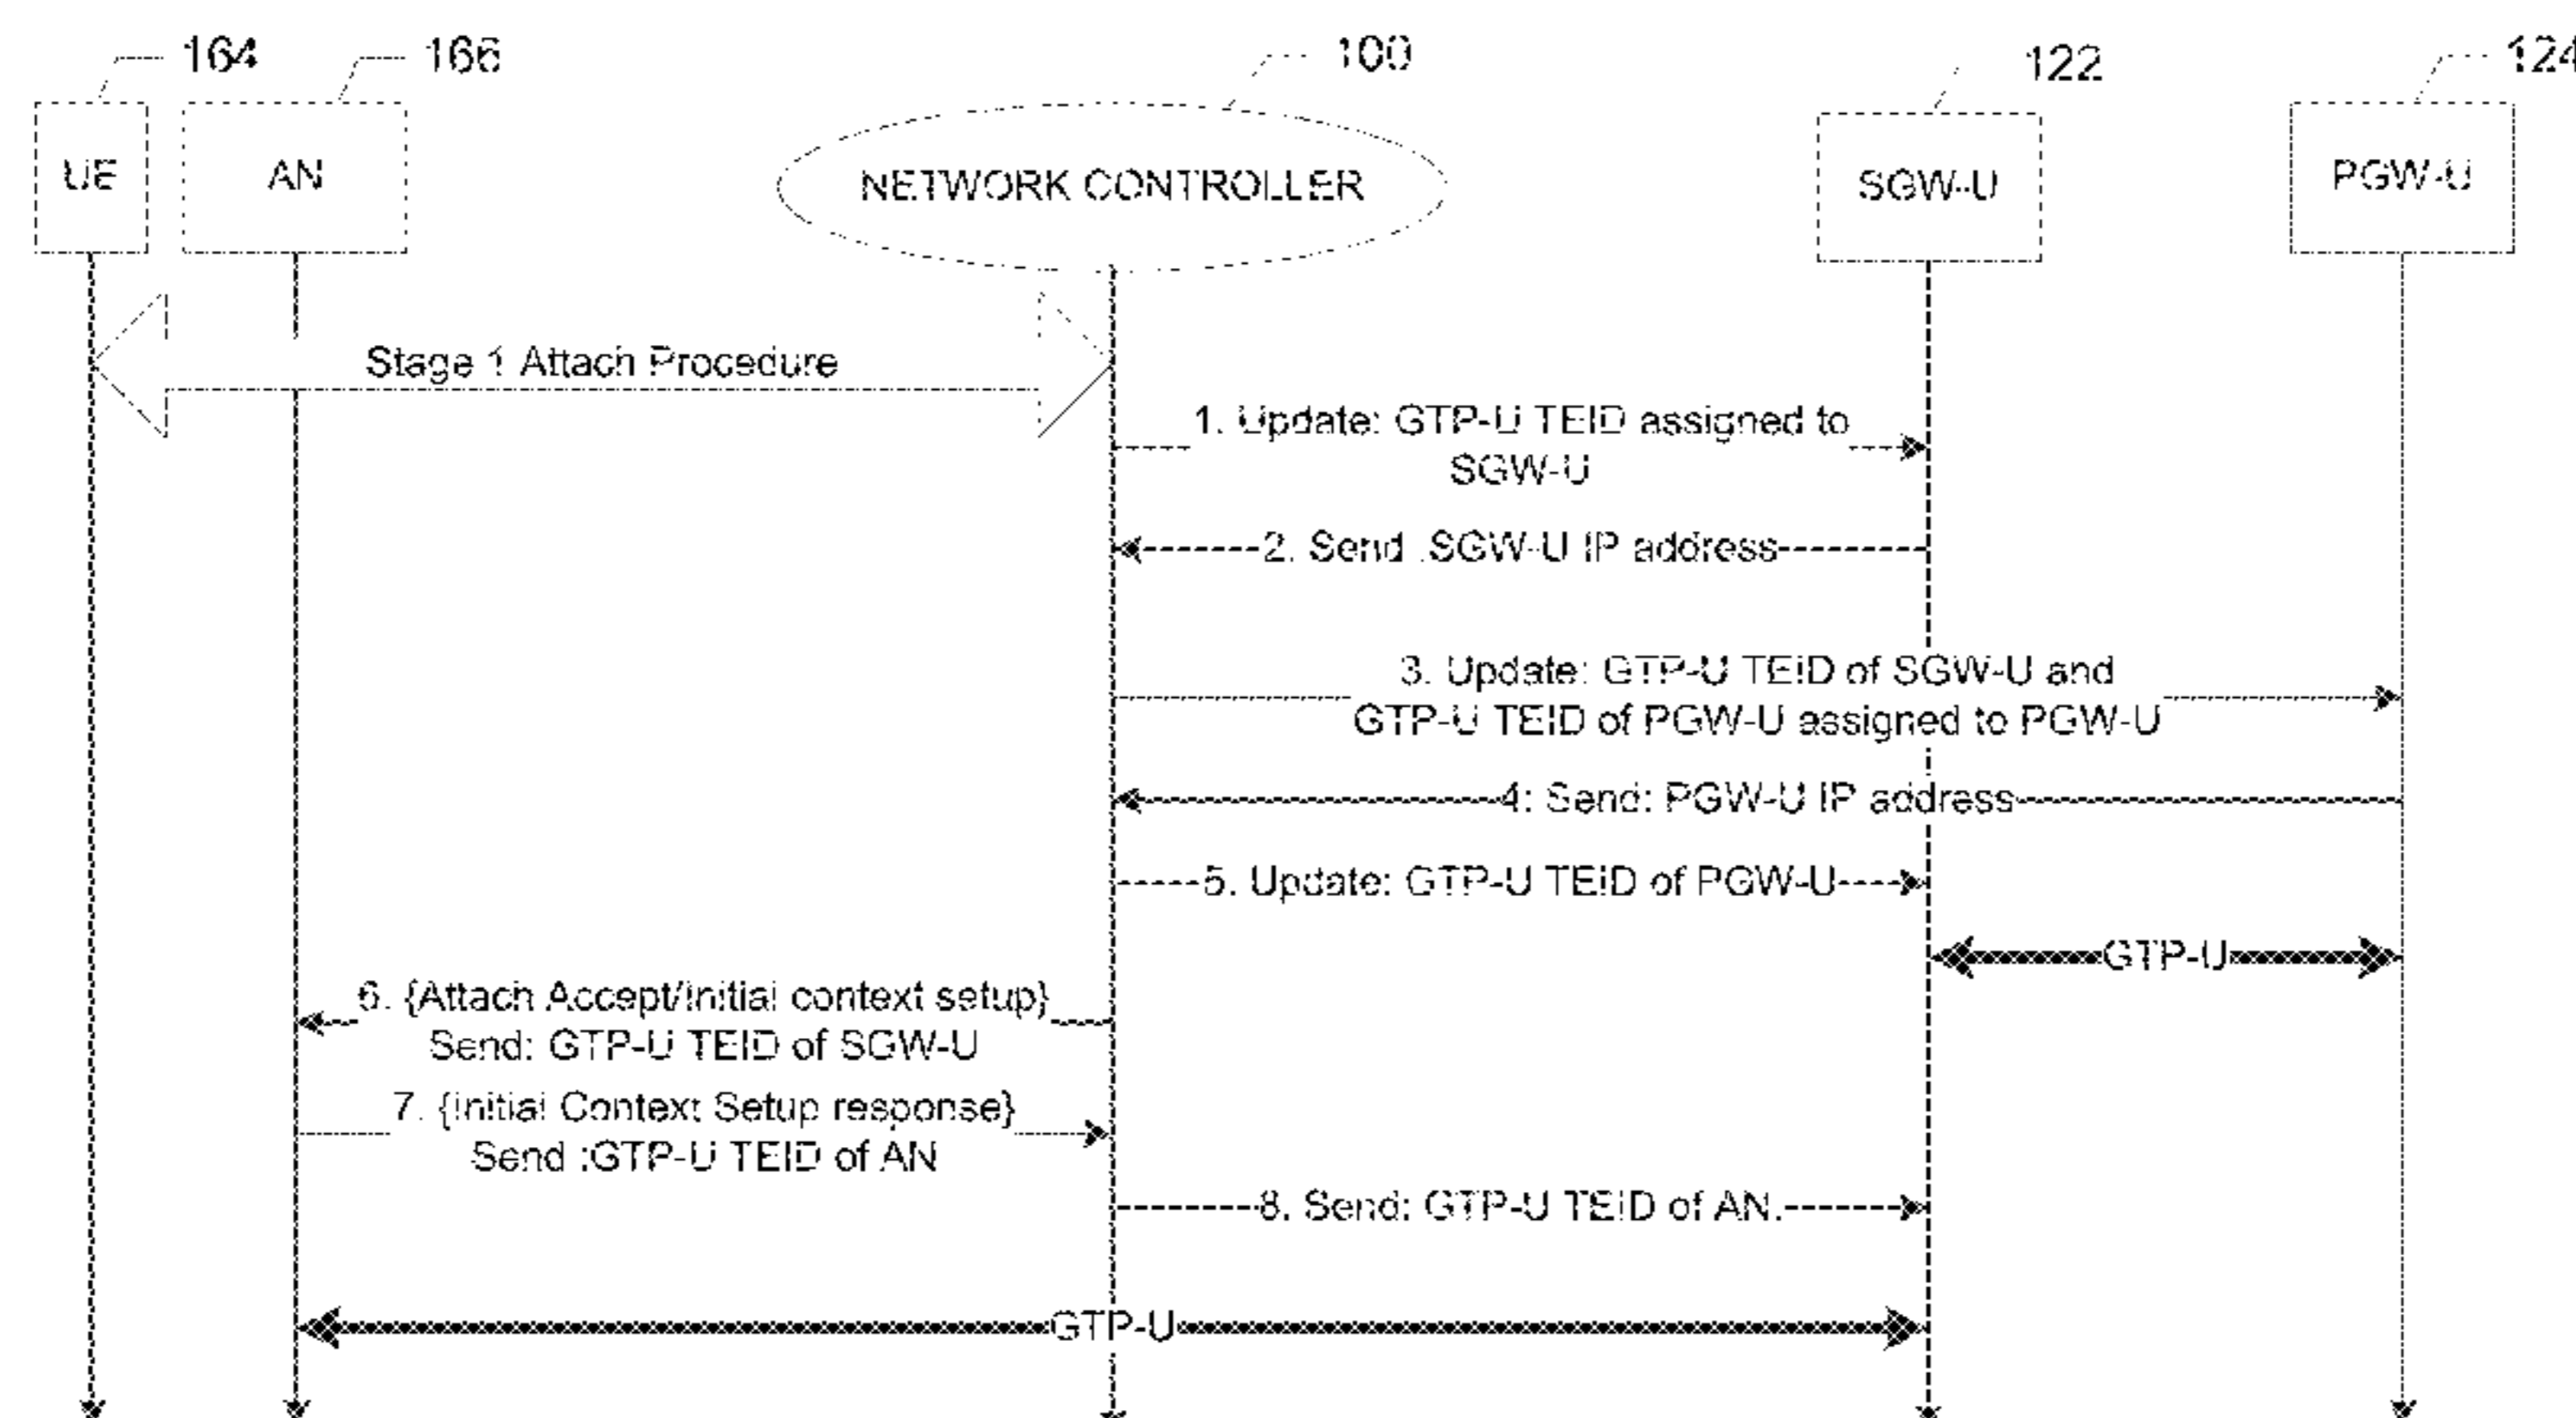 164
166
100
122
124
UE
AN
NETWORK CONTROLLER
SGW-U
PGW-U
Stage 1 Attach Procedure
1. Update: GTP-U TEID assigned to
SGW-U
2. Send .SGW-U IP address
3. Update: GTP-U TEID of SGW-U and
GTP-U TEID of PGW-U assigned to PGW-U
4: Send: PGW-U IP address
5. Update: GTP-U TEID of PGW-U
GTP-U
6. {Attach Accept/Initial context setup}
Send: GTP-U TEID of SGW-U
7. {Initial Context Setup response}
Send :GTP-U TEID of AN
8. Send: GTP-U TEID of AN.
GTP-U